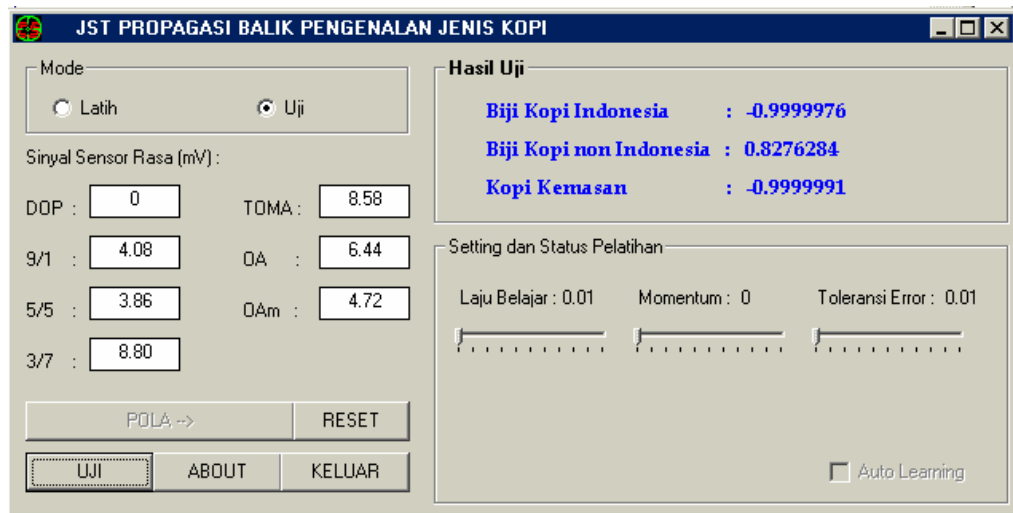 JST PROPAGASI BALIK PENGENALAN JENIS KOPI
Mode
Latih Uji
Sinyal Sensor Rasa (mV) :
DOP : 0 TOMA : 8.58
9/1 : 4.08 OA : 6.44
5/5 : 3.86 OAm : 4.72
3/7 : 8.80
POLA --> RESET
UJI ABOUT KELUAR
Hasil Uji
Biji Kopi Indonesia : -0.9999976
Biji Kopi non Indonesia : 0.8276284
Kopi Kemasan : -0.9999991
Setting dan Status Pelatihan
Laju Belajar : 0.01 Momentum : 0 Toleransi Error : 0.01
Auto Learning